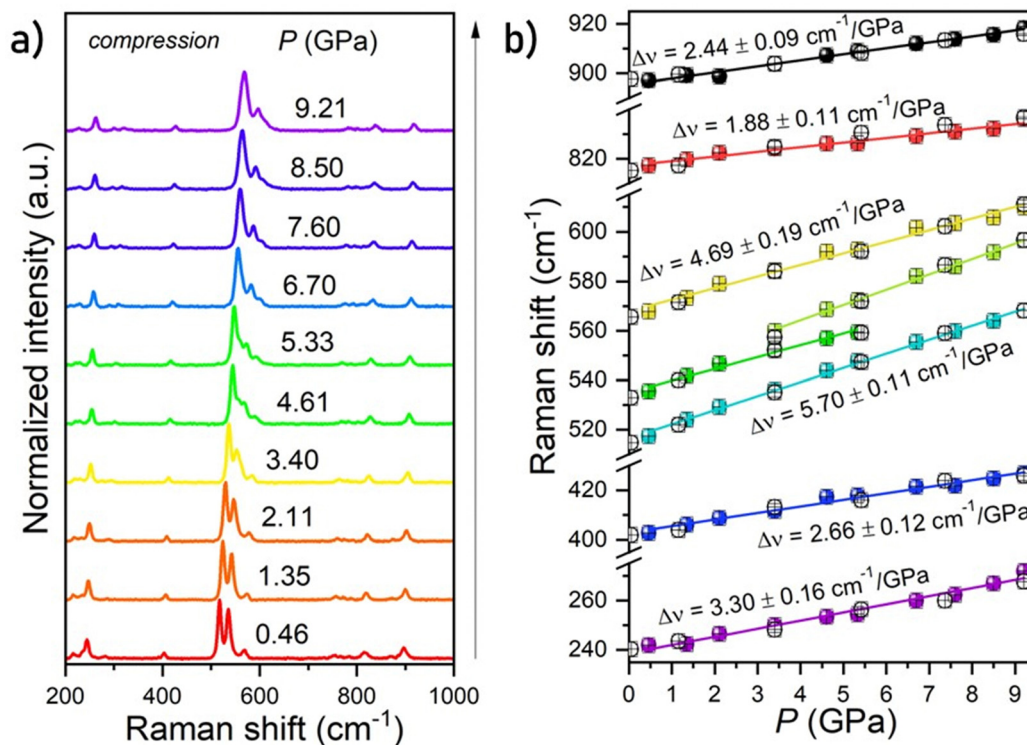 a)
compression
P (GPa)
9.21
8.50
7.60
6.70
5.33
4.61
3.40
2.11
1.35
0.46
Normalized intensity (a.u.)
200 400 600 800 1000
Raman shift (cm⁻¹)
b)
920
900
820
600
580
560
540
520
420
400
260
240
Raman shift (cm⁻¹)
Δν = 2.44 ± 0.09 cm⁻¹/GPa
Δν = 1.88 ± 0.11 cm⁻¹/GPa
Δν = 4.69 ± 0.19 cm⁻¹/GPa
Δν = 5.70 ± 0.11 cm⁻¹/GPa
Δν = 2.66 ± 0.12 cm⁻¹/GPa
Δν = 3.30 ± 0.16 cm⁻¹/GPa
0 1 2 3 4 5 6 7 8 9
P (GPa)